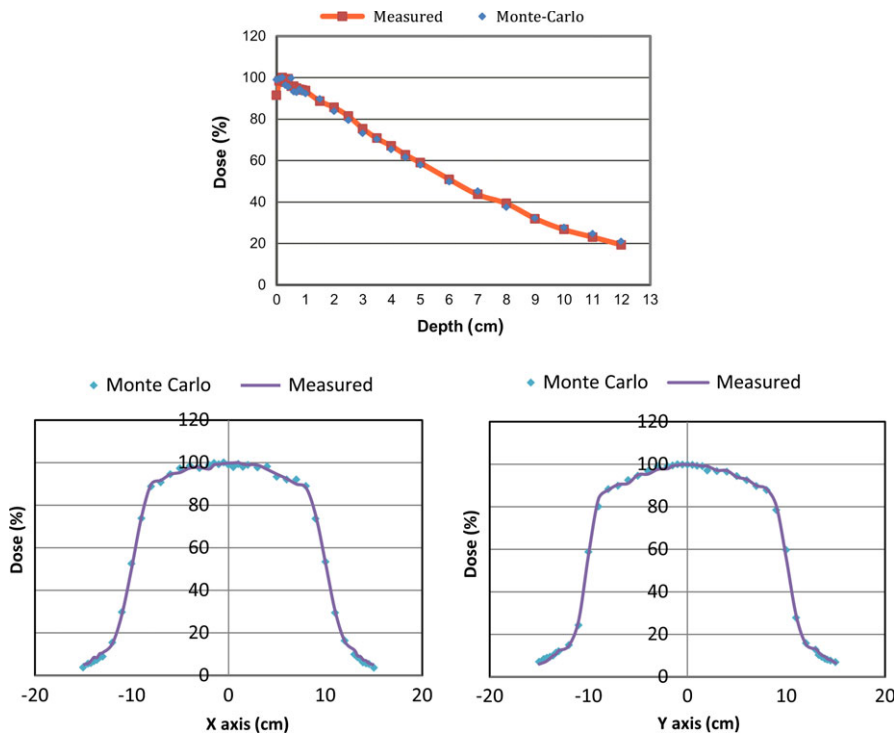 Measured Monte-Carlo
120
100
80
60
40
20
0
Dose (%)
0 1 2 3 4 5 6 7 8 9 10 11 12 13
Depth (cm)
Monte Carlo Measured
120
100
80
60
40
20
0
Dose (%)
-20 -10 0 10 20
X axis (cm)
Monte Carlo Measured
120
100
80
60
40
20
0
Dose (%)
-20 -10 0 10 20
Y axis (cm)